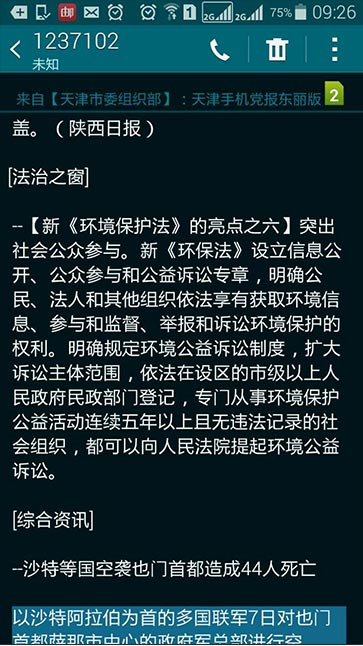 75% 09:26
1237102
未知
来自【天津市委组织部】：天津手机党报东丽版 2
盖。（陕西日报）
[法治之窗]
--【新《环境保护法》的亮点之六】突出
社会公众参与。新《环保法》设立信息公
开、公众参与和公益诉讼专章，明确公
民、法人和其他组织依法享有获取环境信
息、参与和监督、举报和诉讼环境保护的
权利。明确规定环境公益诉讼制度，扩大
诉讼主体范围，依法在设区的市级以上人
民政府民政部门登记，专门从事环境保护
公益活动连续五年以上且无违法记录的社
会组织，都可以向人民法院提起环境公益
诉讼。
[综合资讯]
--沙特等国空袭也门首都造成44人死亡
以沙特阿拉伯为首的多国联军7日对也门
首都萨那市中心的政府军总部进行空